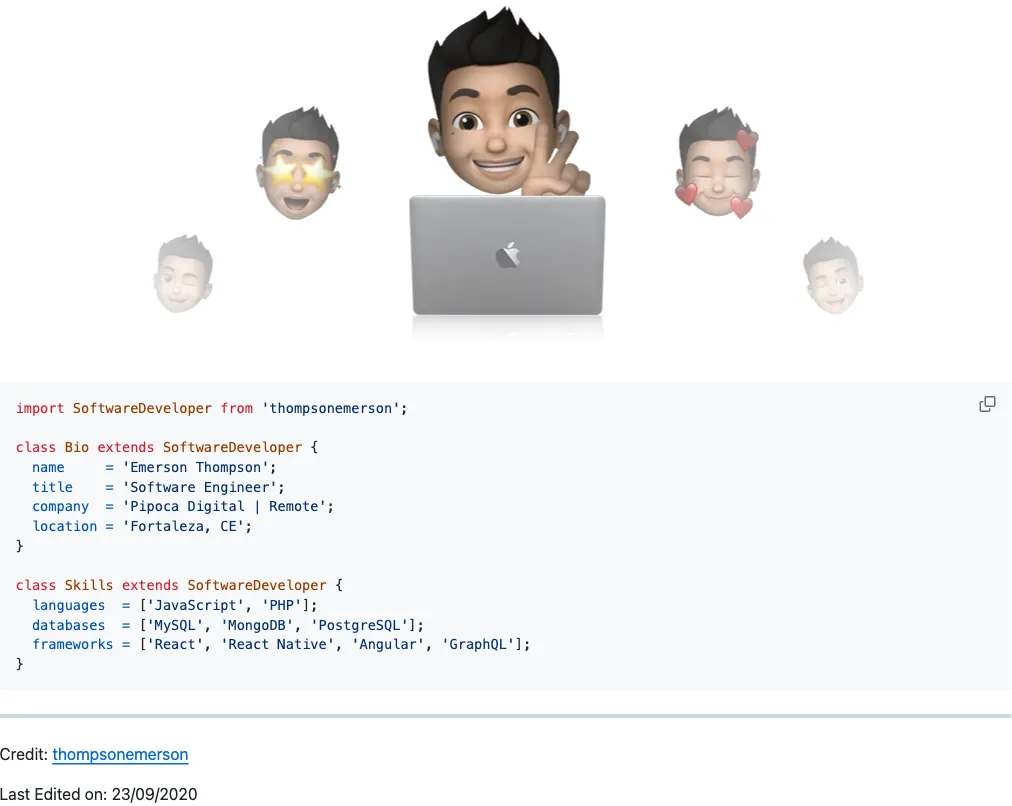 import SoftwareDeveloper from 'thompsonemerson';
class Bio extends SoftwareDeveloper {
  name     = 'Emerson Thompson';
  title    = 'Software Engineer';
  company  = 'Pipoca Digital | Remote';
  location = 'Fortaleza, CE';
}
class Skills extends SoftwareDeveloper {
  languages  = ['JavaScript', 'PHP'];
  databases  = ['MySQL', 'MongoDB', 'PostgreSQL'];
  frameworks = ['React', 'React Native', 'Angular', 'GraphQL'];
}
Credit: thompsonemerson
Last Edited on: 23/09/2020